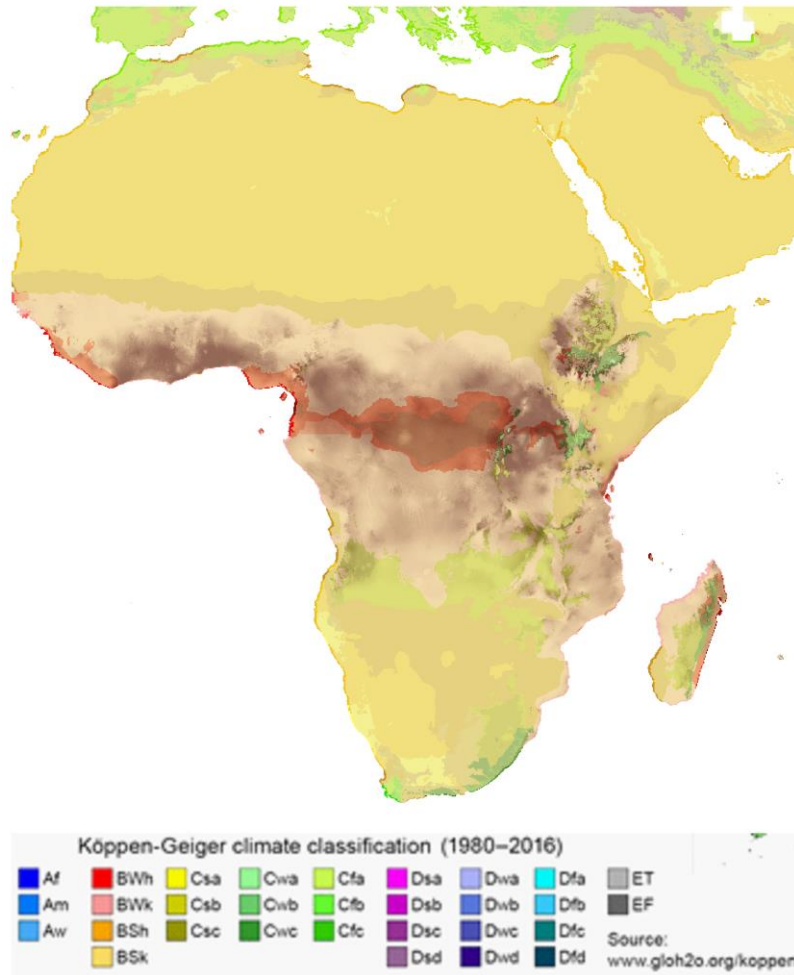 Köppen-Geiger climate classification (1980–2016)
Af BWh Csa Cwa Cfa Dsa Dwa Dfa ET
Am BWk Csb Cwb Cfb Dsb Dwb Dfb EF
Aw BSh Csc Cwc Cfc Dsc Dwc Dfc Source:
BSk Dsd Dwd Dfd www.gloh2o.org/koppen